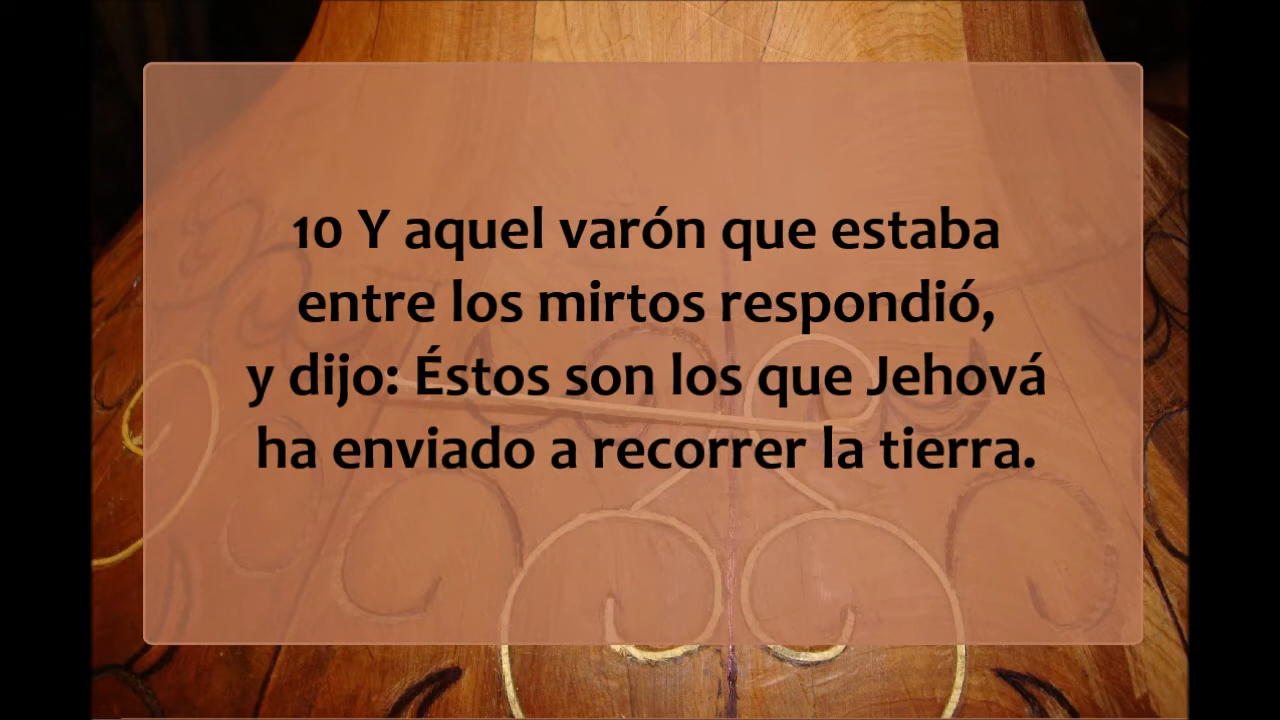 10 Y aquel varón que estaba
entre los mirtos respondió,
y dijo: Éstos son los que Jehová
ha enviado a recorrer la tierra.